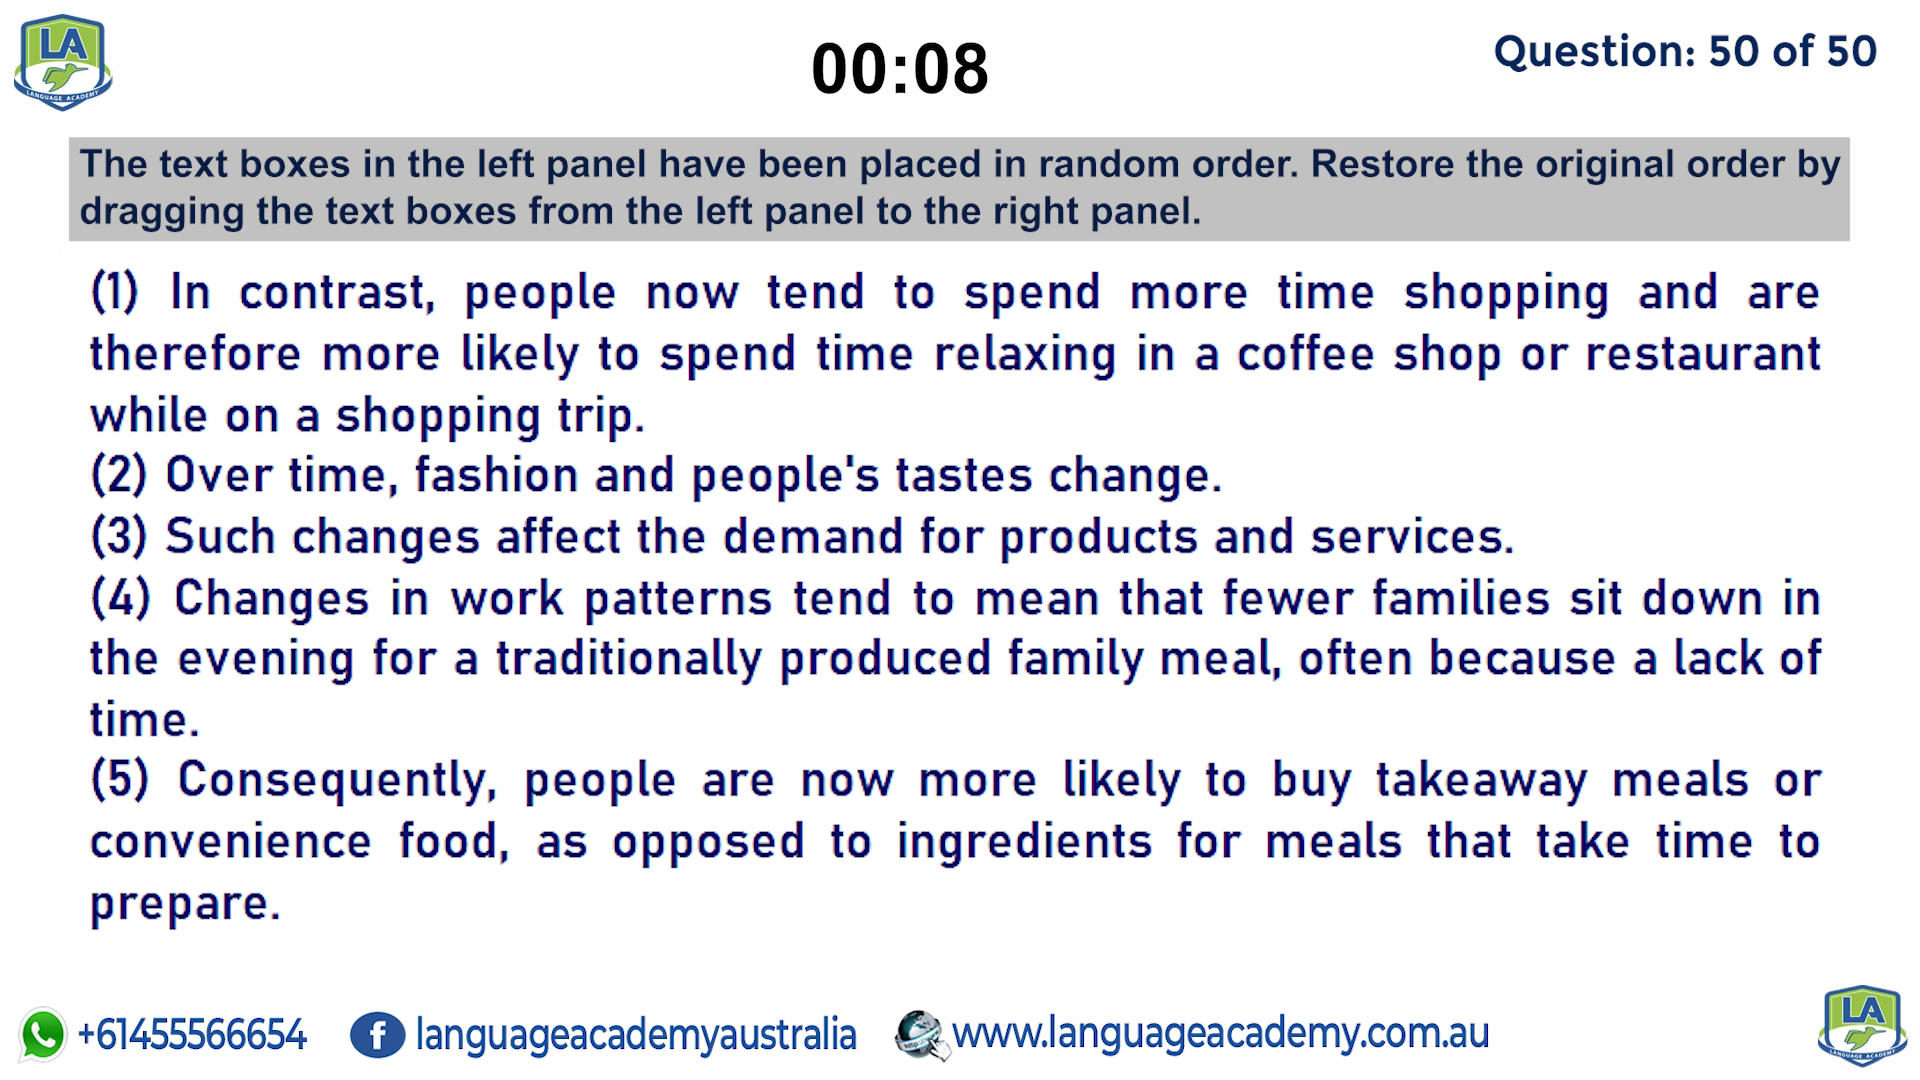 LA
LANGUAGE ACADEMY
00:08
Question: 50 of 50
The text boxes in the left panel have been placed in random order. Restore the original order by
dragging the text boxes from the left panel to the right panel.
(1) In contrast, people now tend to spend more time shopping and are
therefore more likely to spend time relaxing in a coffee shop or restaurant
while on a shopping trip.
(2) Over time, fashion and people's tastes change.
(3) Such changes affect the demand for products and services.
(4) Changes in work patterns tend to mean that fewer families sit down in
the evening for a traditionally produced family meal, often because a lack of
time.
(5) Consequently, people are now more likely to buy takeaway meals or
convenience food, as opposed to ingredients for meals that take time to
prepare.
+61455566654
f languageacademyaustralia
www.languageacademy.com.au
LA
LANGUAGE ACADEMY